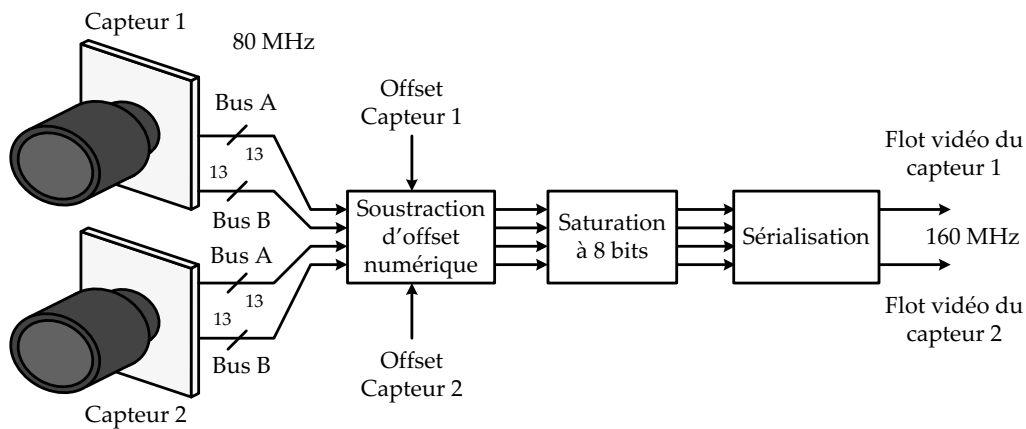 Capteur 1
80 MHz
Bus A
13
13
Bus B
Bus A
13
13
Bus B
Capteur 2
Offset
Capteur 1
Soustraction
d'offset
numérique
Offset
Capteur 2
Saturation
à 8 bits
Sérialisation
Flot vidéo du
capteur 1
160 MHz
Flot vidéo du
capteur 2